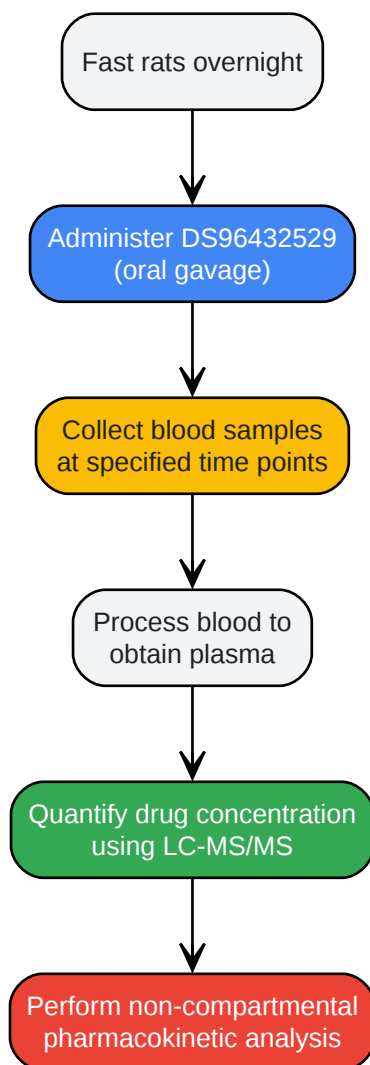 Fast rats overnight
Administer DS96432529
(oral gavage)
Collect blood samples
at specified time points
Process blood to
obtain plasma
Quantify drug concentration
using LC-MS/MS
Perform non-compartmental
pharmacokinetic analysis